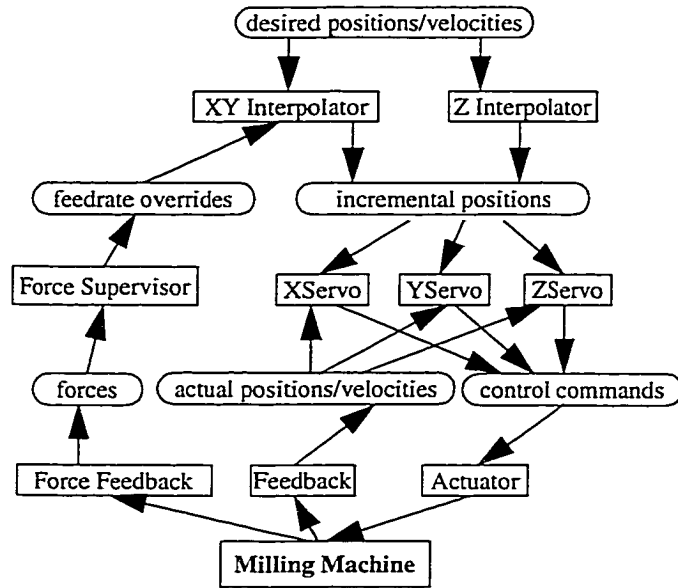 desired positions/velocities
XY Interpolator
Z Interpolator
feedrate overrides
incremental positions
Force Supervisor
XServo
YServo
ZServo
forces
actual positions/velocities
control commands
Force Feedback
Feedback
Actuator
Milling Machine